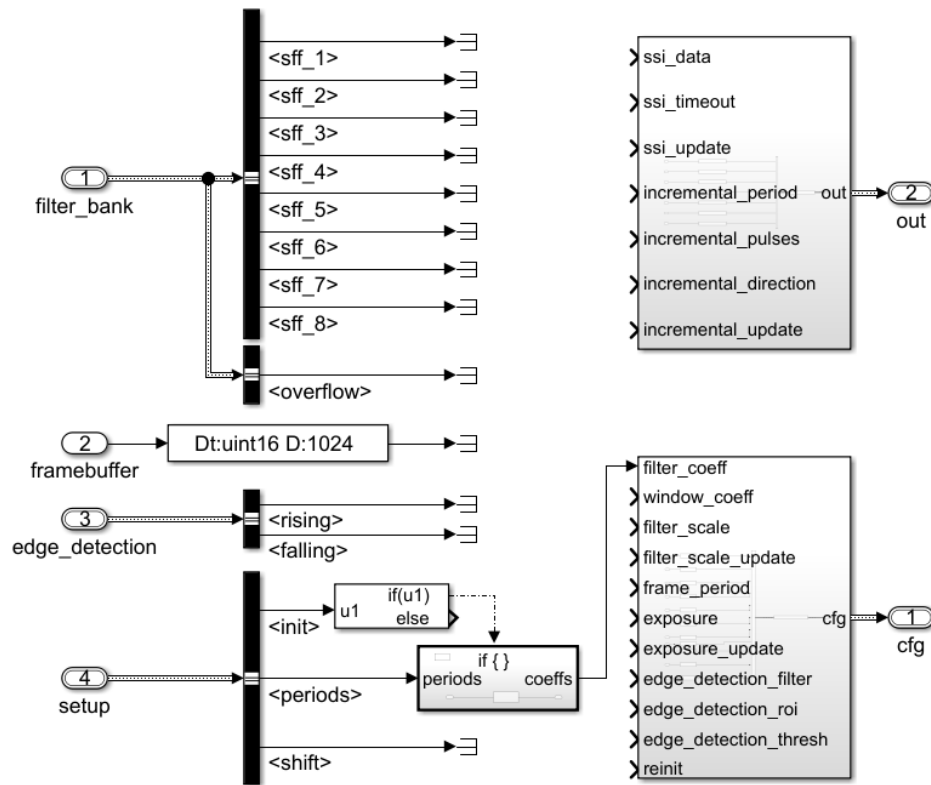 <sff_1>
<sff_2>
<sff_3>
<sff_4>
<sff_5>
<sff_6>
<sff_7>
<sff_8>
1
filter_bank
<overflow>
ssi_data
ssi_timeout
ssi_update
incremental_period
incremental_pulses
incremental_direction
incremental_update
out
2
out
2
framebuffer
Dt:uint16 D:1024
3
edge_detection
<rising>
<falling>
4
setup
<init>
<periods>
<shift>
u1
if(u1)
else
if { }
periods
coeffs
filter_coeff
window_coeff
filter_scale
filter_scale_update
frame_period
exposure
exposure_update
edge_detection_filter
edge_detection_roi
edge_detection_thresh
reinit
cfg
1
cfg